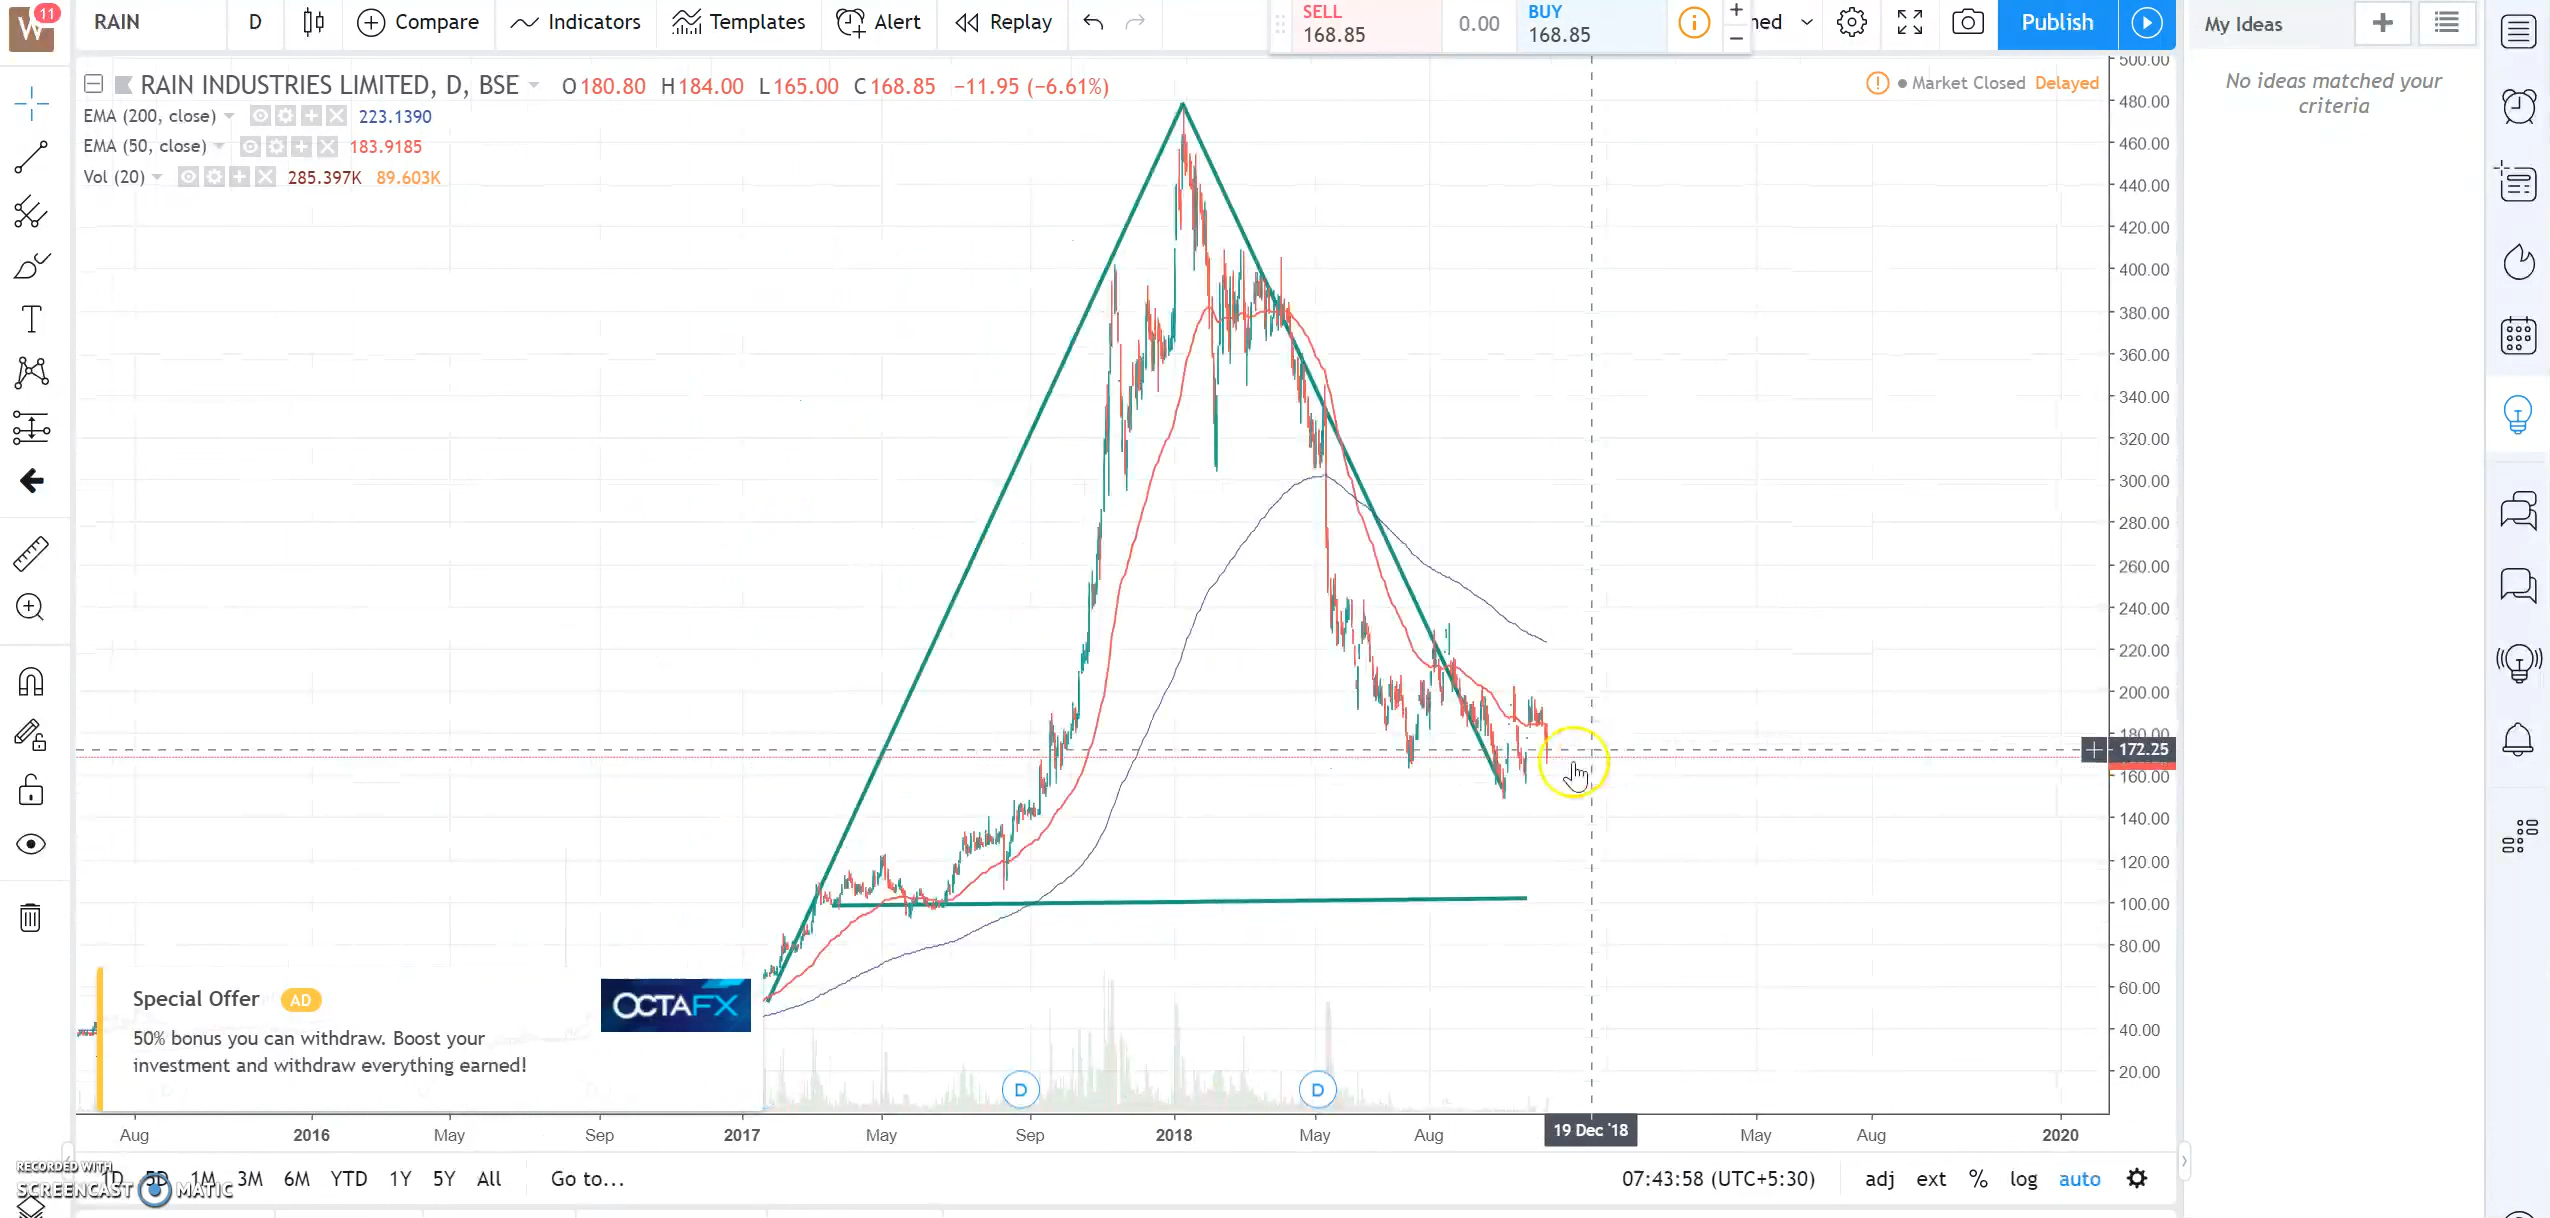 W 11
RAIN D Compare Indicators Templates Alert Replay
SELL 168.85 0.00 BUY 168.85
Publish
My Ideas
No ideas matched your
criteria
RAIN INDUSTRIES LIMITED, D, BSE O180.80 H184.00 L165.00 C168.85 −11.95 (−6.61%)
Market Closed Delayed
EMA (200, close) 223.1390
EMA (50, close) 183.9185
Vol (20) 285.397K 89.603K
500.00
480.00
460.00
440.00
420.00
400.00
380.00
360.00
340.00
320.00
300.00
280.00
260.00
240.00
220.00
200.00
180.00
172.25
160.00
140.00
120.00
100.00
80.00
60.00
40.00
20.00
Special Offer AD
OCTAFX
50% bonus you can withdraw. Boost your
investment and withdraw everything earned!
D D
Aug 2016 May Sep 2017 May Sep 2018 May Aug 19 Dec '18 May Aug 2020
1D 5D 1M 3M 6M YTD 1Y 5Y All Go to...
07:43:58 (UTC+5:30) adj ext % log auto
RECORDED WITH
SCREENCAST MATIC